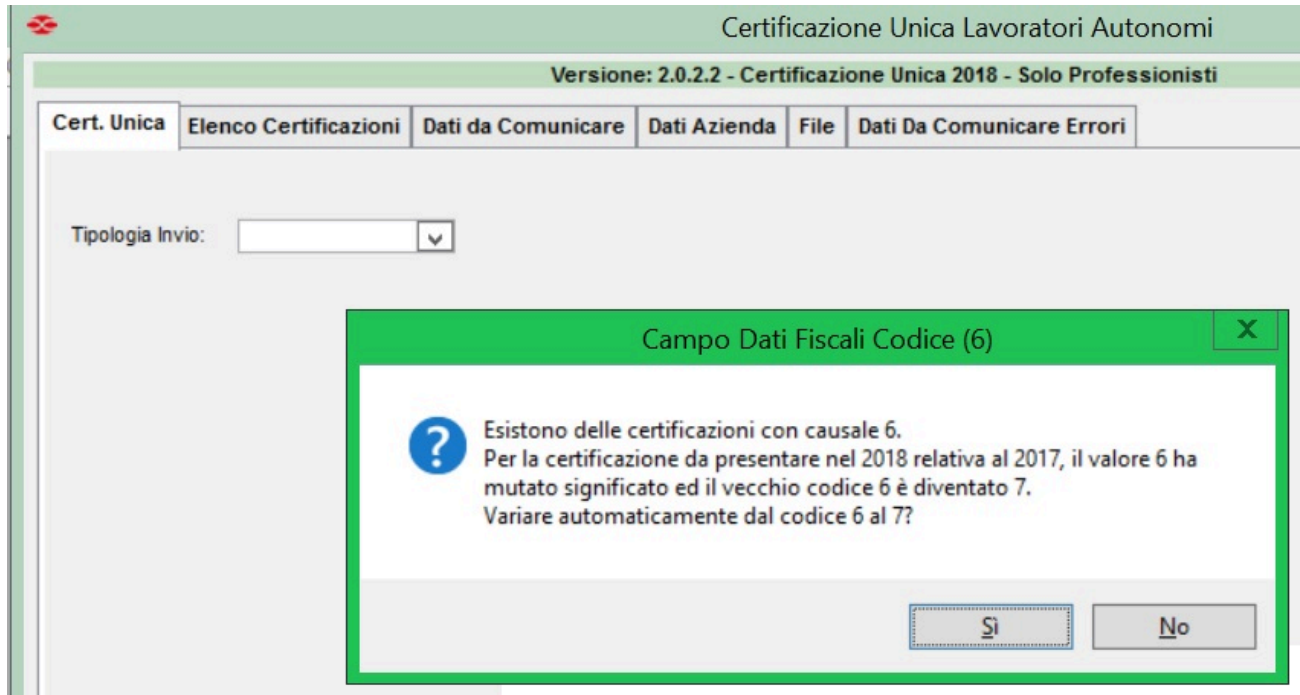 Certificazione Unica Lavoratori Autonomi
Versione: 2.0.2.2 - Certificazione Unica 2018 - Solo Professionisti
Cert. Unica Elenco Certificazioni Dati da Comunicare Dati Azienda File Dati Da Comunicare Errori
Tipologia Invio:
Campo Dati Fiscali Codice (6)
X
Esistono delle certificazioni con causale 6.
Per la certificazione da presentare nel 2018 relativa al 2017, il valore 6 ha
mutato significato ed il vecchio codice 6 è diventato 7.
Variare automaticamente dal codice 6 al 7?
Sì No